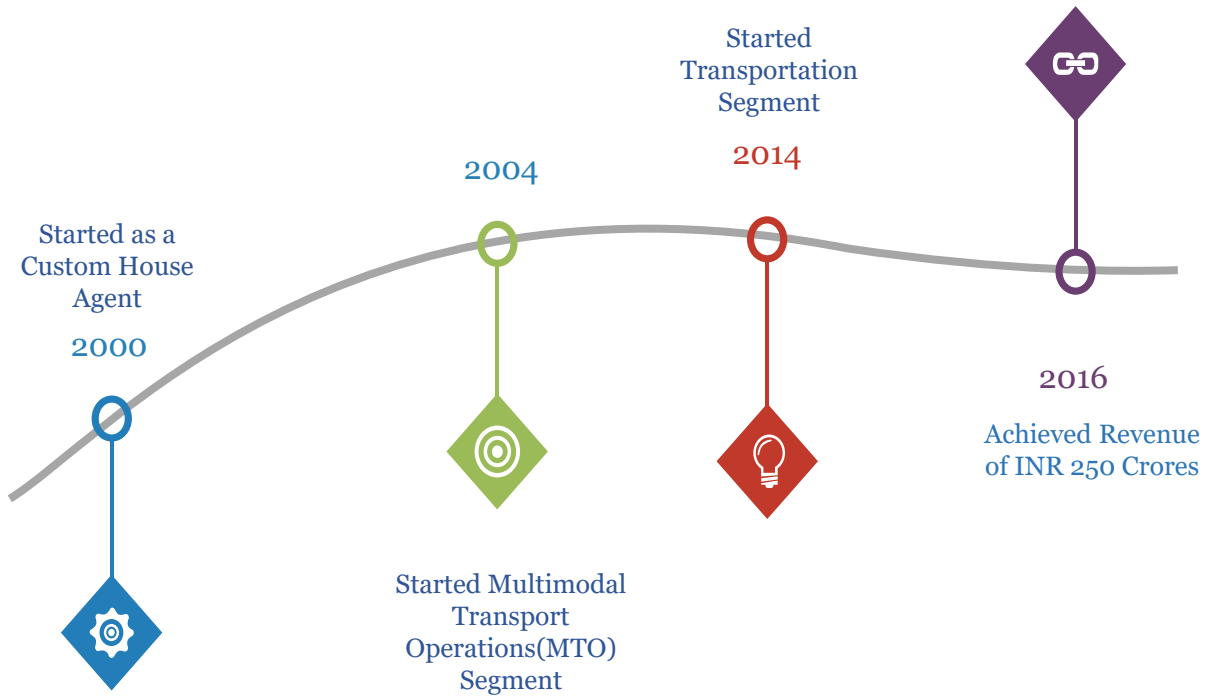 Started as a
Custom House
Agent
2000
2004
Started Multimodal
Transport
Operations(MTO)
Segment
Started
Transportation
Segment
2014
2016
Achieved Revenue
of INR 250 Crores